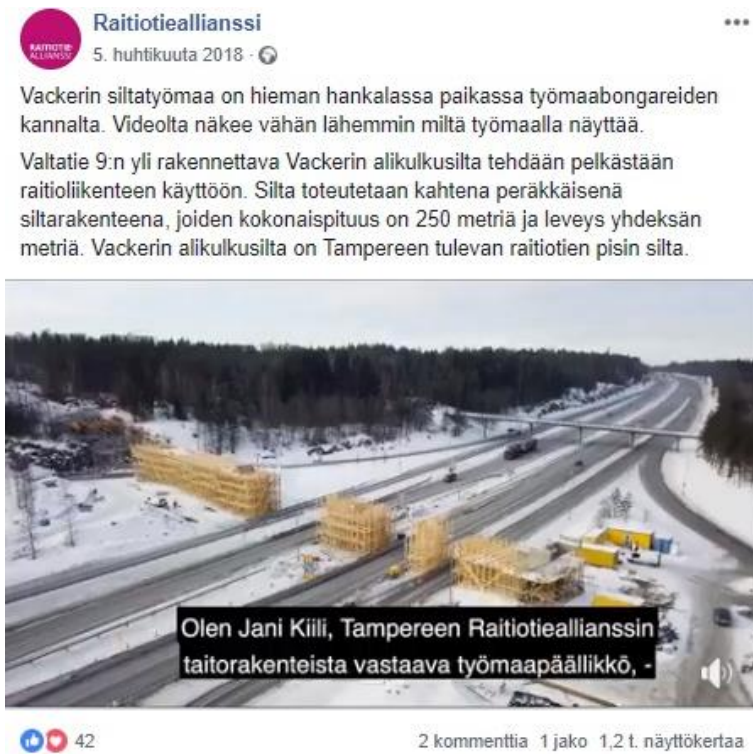 Raitiotieallianssi
RAITIOTIE
ALLIANSSI
5. huhtikuuta 2018 ·
Vackerin siltatyömaa on hieman hankalassa paikassa työmaabongareiden
kannalta. Videolta näkee vähän lähemmin miltä työmaalla näyttää.
Valtatie 9:n yli rakennettava Vackerin alikulkusilta tehdään pelkästään
raitioliikenteen käyttöön. Silta toteutetaan kahtena peräkkäisenä
siltarakenteena, joiden kokonaispituus on 250 metriä ja leveys yhdeksän
metriä. Vackerin alikulkusilta on Tampereen tulevan raitiotien pisin silta.
Olen Jani Kiili, Tampereen Raitiotieallianssin
taitorakenteista vastaava työmaapäällikkö, -
42
2 kommenttia 1 jako 1,2 t. näyttökertaa